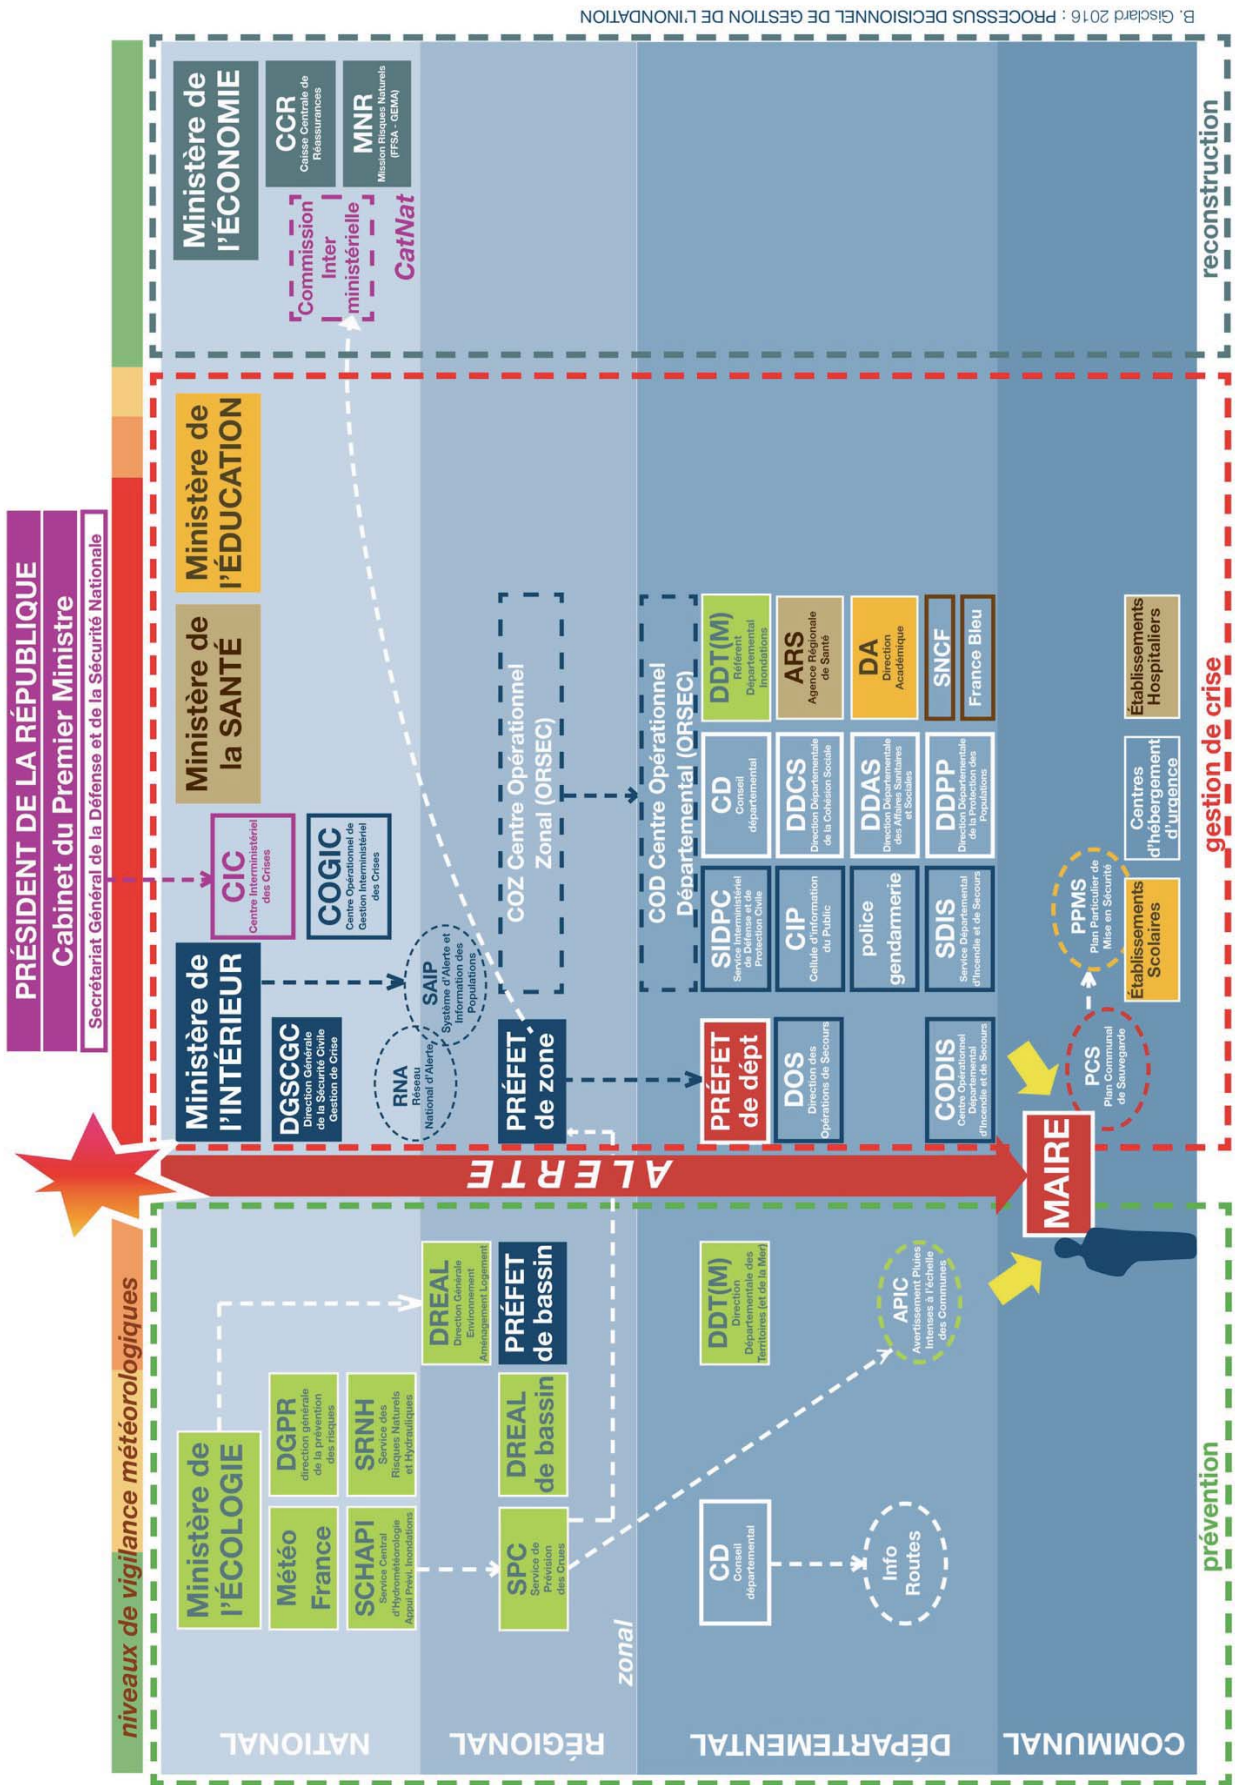 PRÉSIDENT DE LA RÉPUBLIQUE
Cabinet du Premier Ministre
Secrétariat Général de la Défense et de la Sécurité Nationale
niveaux de vigilance météorologiques
NATIONAL
Ministère de
l'ÉCOLOGIE
Météo
France
DGPR
direction générale
de la prévention
des risques
SCHAPI
Service Central
d'Hydrométéorologie
Appui Prévi. Inondations
SRNH
Service des
Risques Naturels
et Hydrauliques
Ministère de
l'INTÉRIEUR
DGSCGC
Direction Générale
de la Sécurité Civile
Gestion de Crise
CIC
Centre Interministériel
des Crises
COGIC
Centre Opérationnel de
Gestion Interministériel
des Crises
RNA
Réseau
National d'Alerte
SAIP
Système d'Alerte et
Information des
Populations
Ministère de
la SANTÉ
Ministère de
l'ÉDUCATION
Ministère de
l'ÉCONOMIE
Commission
Inter
ministérielle
CatNat
CCR
Caisse Centrale de
Réassurances
MNR
Mission Risques Naturels
(FFSA - GEMA)
RÉGIONAL
zonal
DREAL
Direction Générale
Environnement
Aménagement Logement
SPC
Service de
Prévision
des Crues
DREAL
de bassin
PRÉFET
de bassin
ALERTE
PRÉFET
de zone
COZ Centre Opérationnel
Zonal (ORSEC)
DÉPARTEMENTAL
CD
Conseil
départemental
Info
Routes
DDT(M)
Direction
Départementale des
Territoires (et de la Mer)
APIC
Avertissement Pluies
Intenses à l'échelle
des Communes
COD Centre Opérationnel
Départemental (ORSEC)
PRÉFET
de dépt
SIDPC
Service Interministériel
de Défense et de
Protection Civile
CD
Conseil
départemental
DDT(M)
Référent
Départemental
Inondations
DOS
Direction des
Opérations de Secours
CIP
Cellule d'information
du Public
DDCS
Direction Départementale
de la Cohésion Sociale
ARS
Agence Régionale
de Santé
police
gendarmerie
DDAS
Direction Départementale
des Affaires Sanitaires
et Sociales
DA
Direction
Académique
CODIS
Centre Opérationnel
Départemental
d'Incendie et de Secours
SDIS
Service Départemental
d'Incendie et de Secours
DDPP
Direction Départementale
de la Protection des
Populations
SNCF
France Bleu
COMMUNAL
MAIRE
PCS
Plan Communal
de Sauvegarde
PPMS
Plan Particulier de
Mise en Sécurité
Établissements
Scolaires
Centres
d'hébergement
d'urgence
Établissements
Hospitaliers
prévention
gestion de crise
reconstruction
B. Gisclard 2016 : PROCESSUS DECISIONNEL DE GESTION DE L'INONDATION